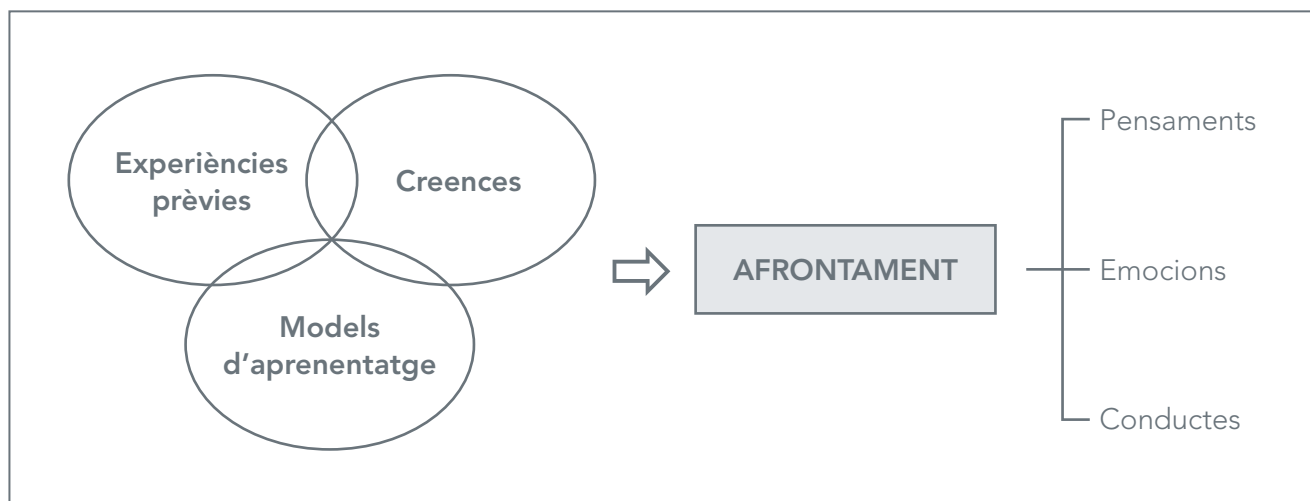 Experiències
prèvies
Creences
Models
d’aprenentatge
AFRONTAMENT
Pensaments
Emocions
Conductes